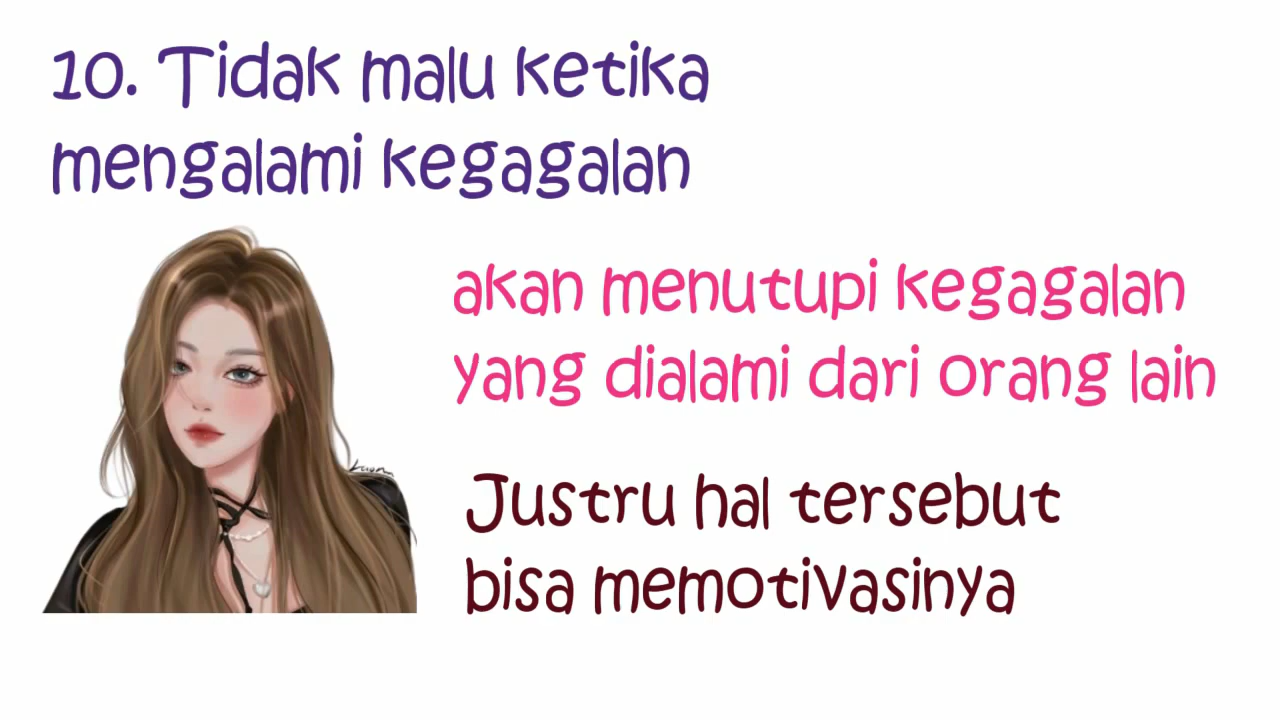 10. Tidak malu ketika
mengalami kegagalan
akan menutupi kegagalan
yang dialami dari orang lain
Justru hal tersebut
bisa memotivasinya